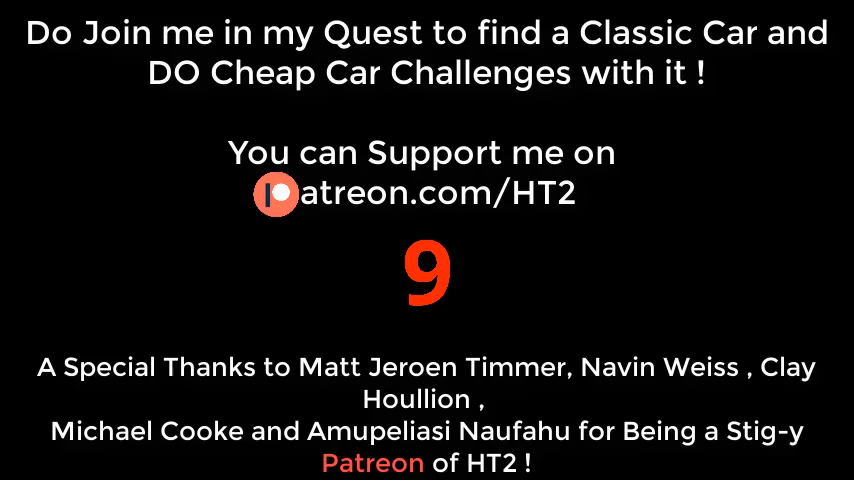 Do Join me in my Quest to find a Classic Car and
DO Cheap Car Challenges with it !
You can Support me on
Patreon.com/HT2
9
A Special Thanks to Matt Jeroen Timmer, Navin Weiss , Clay
Houllion ,
Michael Cooke and Amupeliasi Naufahu for Being a Stig-y
Patreon of HT2 !